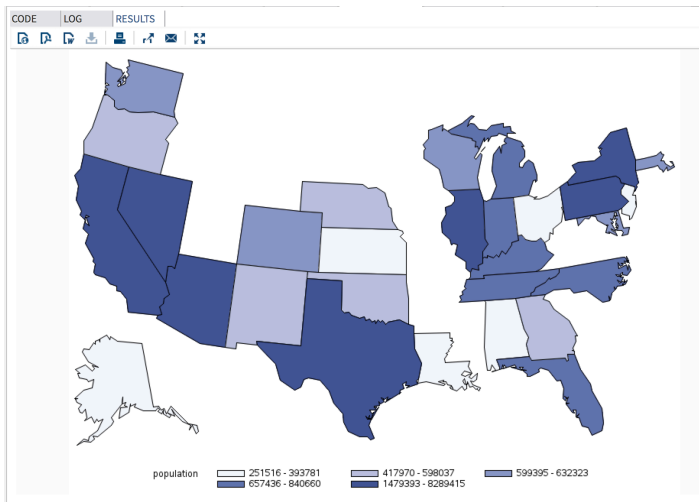 CODE LOG RESULTS
population 251516 - 393781 417970 - 598037 599395 - 632323
657436 - 840660 1479393 - 8289415